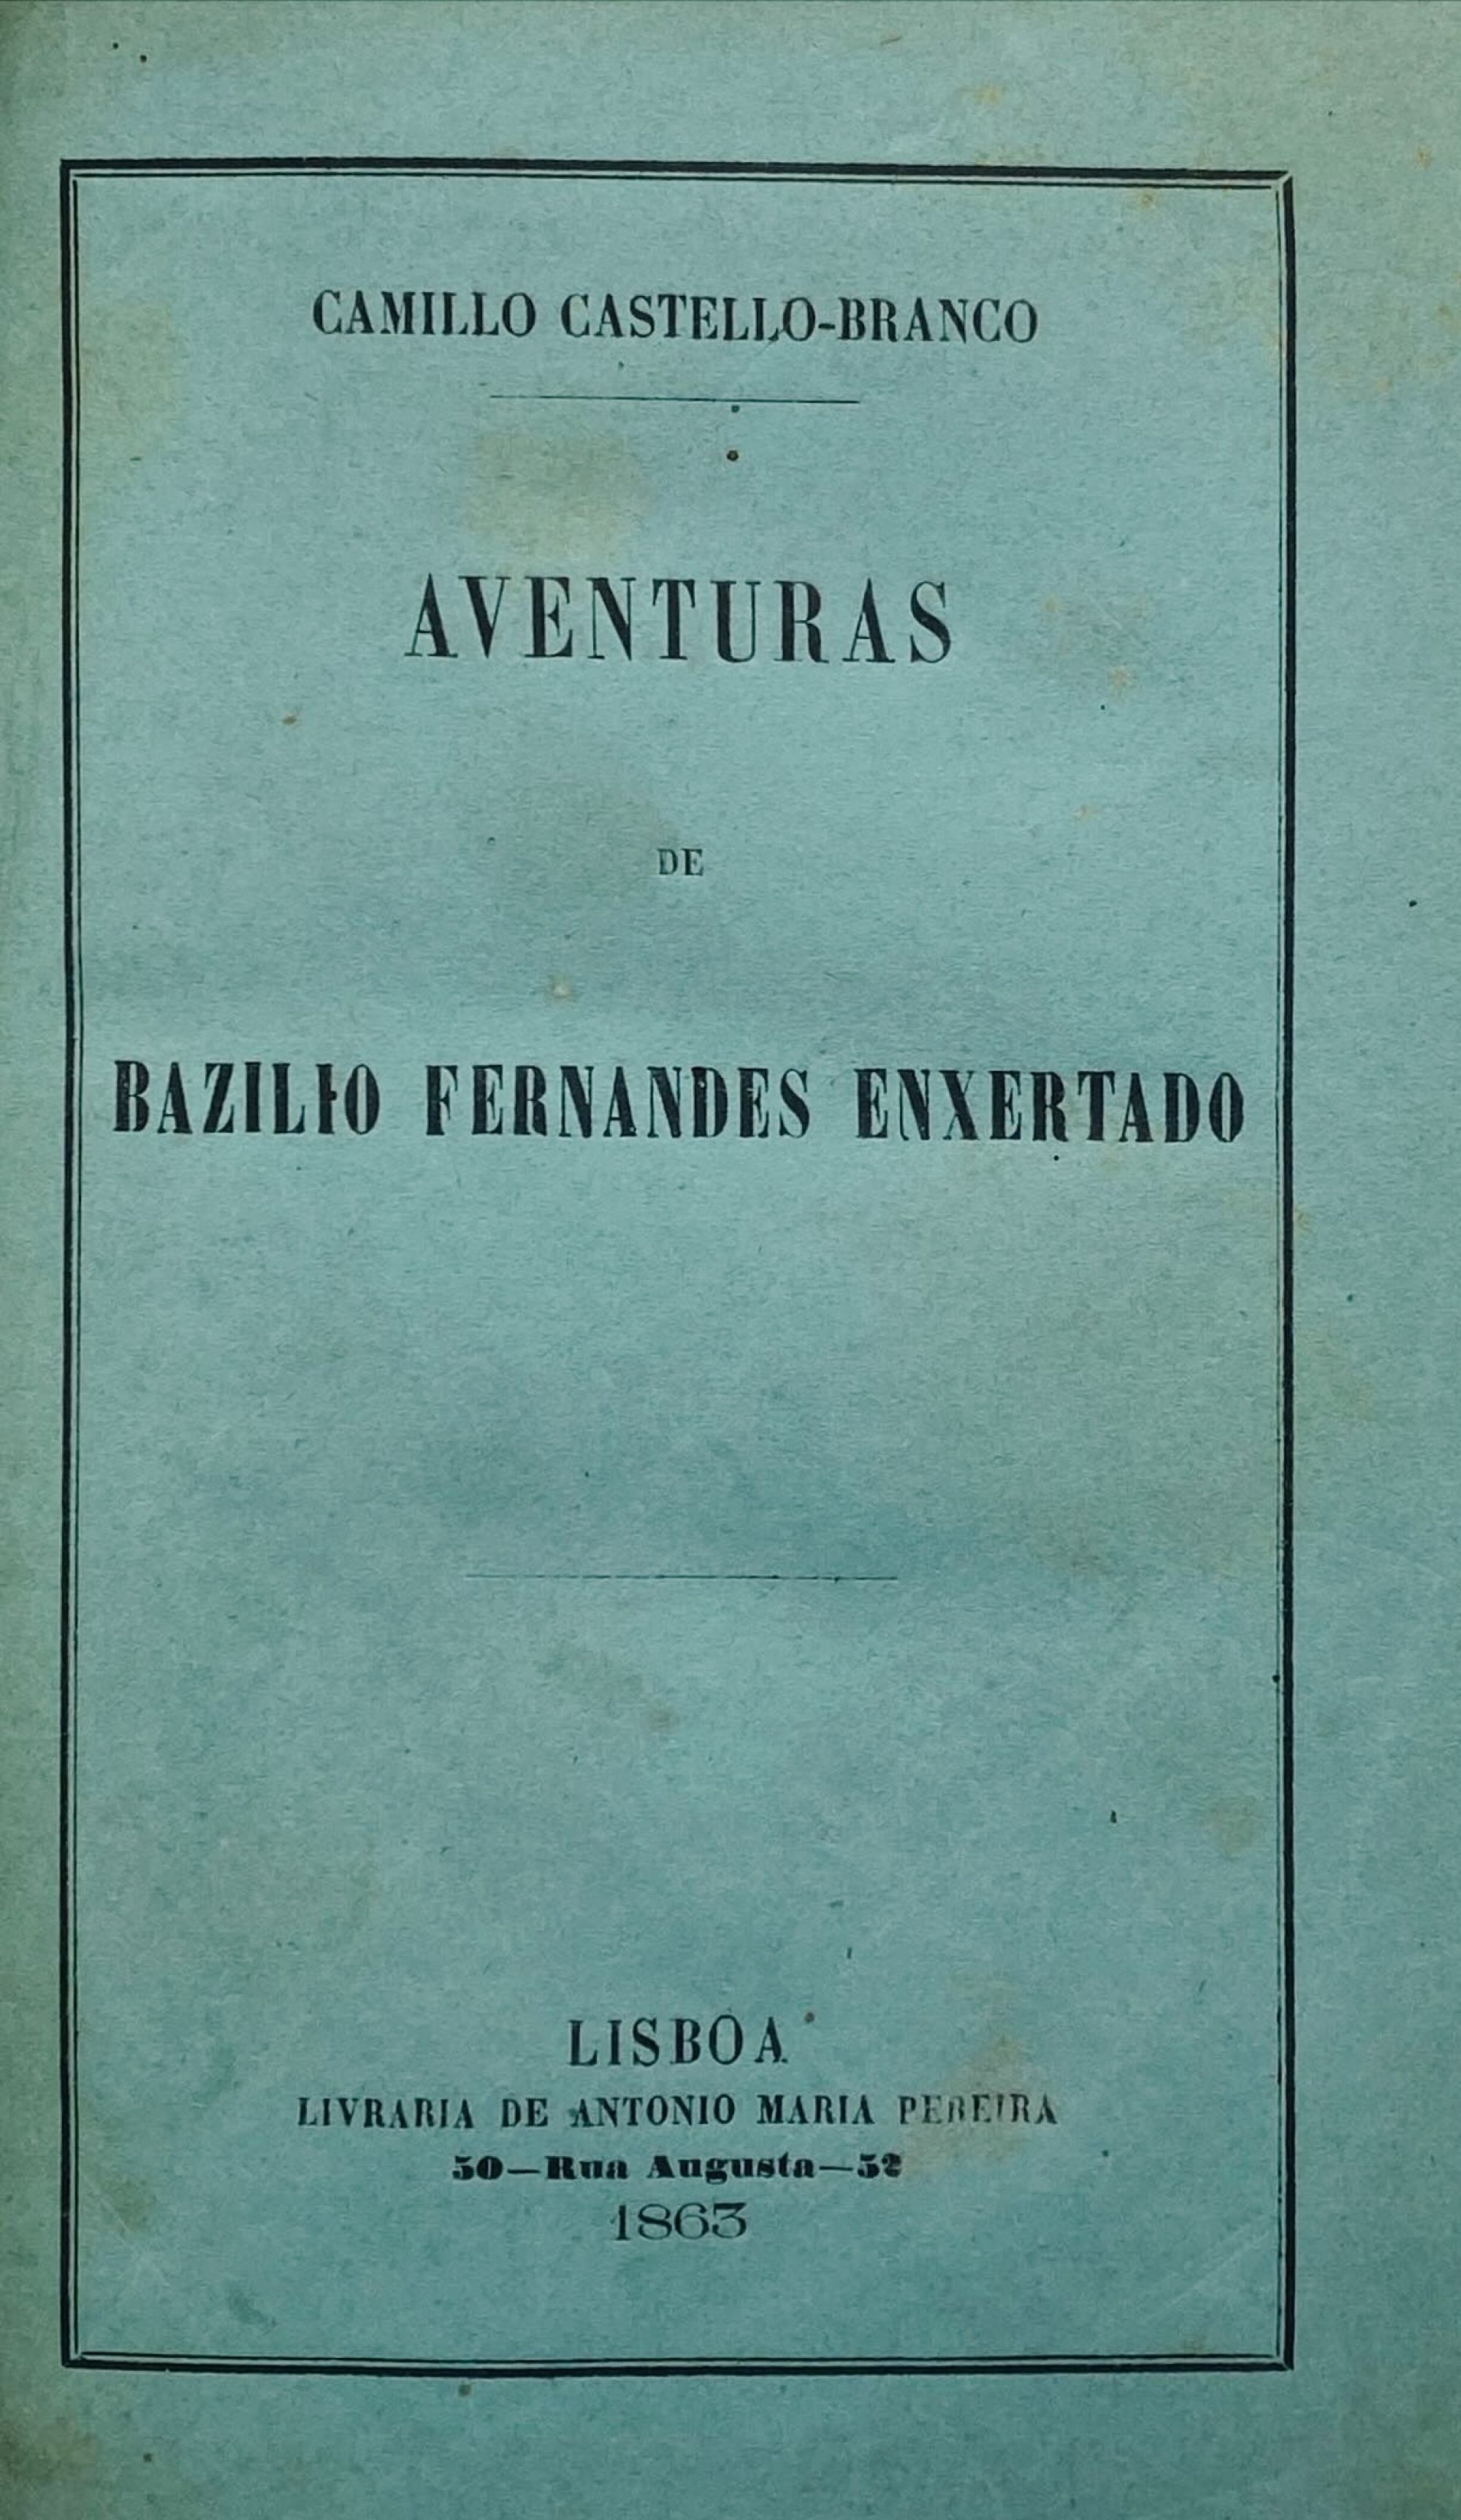 CAMILLO CASTELLO-BRANCO
AVENTURAS
DE
BAZILIO FERNANDES ENXERTADO
LISBOA
LIVRARIA DE ANTONIO MARIA PEREIRA
50—Rua Augusta—52
1863